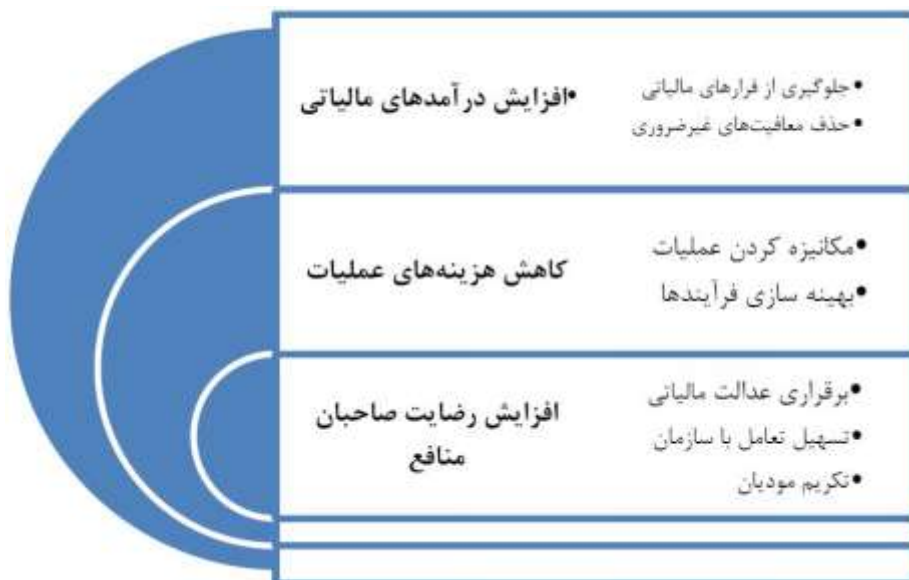 •افزایش درآمدهای مالیاتی
•جلوگیری از فرارهای مالیاتی
•حذف معافیت‌های غیرضروری
کاهش هزینه‌های عملیات
•مکانیزه کردن عملیات
•بهینه سازی فرآیندها
افزایش رضایت صاحبان
منافع
•برقراری عدالت مالیاتی
•تسهیل تعامل با سازمان
•تکریم مودیان